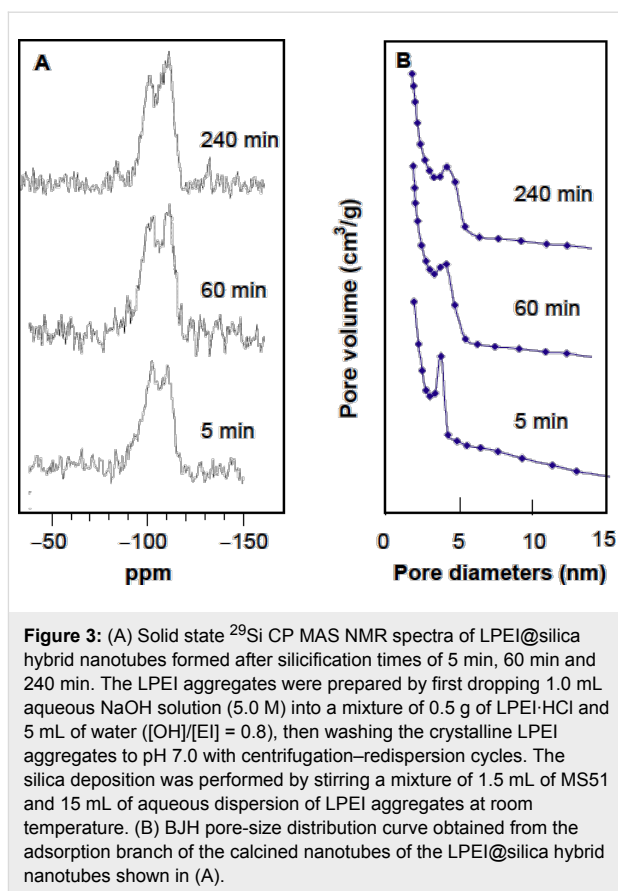 A
240 min
60 min
5 min
−50
−100
−150
ppm
B
Pore volume (cm³/g)
240 min
60 min
5 min
0
5
10
15
Pore diameters (nm)
Figure 3: (A) Solid state ²⁹Si CP MAS NMR spectra of LPEI@silica
hybrid nanotubes formed after silicification times of 5 min, 60 min and
240 min. The LPEI aggregates were prepared by first dropping 1.0 mL
aqueous NaOH solution (5.0 M) into a mixture of 0.5 g of LPEI·HCl and
5 mL of water ([OH]/[EI] = 0.8), then washing the crystalline LPEI
aggregates to pH 7.0 with centrifugation–redispersion cycles. The
silica deposition was performed by stirring a mixture of 1.5 mL of MS51
and 15 mL of aqueous dispersion of LPEI aggregates at room
temperature. (B) BJH pore-size distribution curve obtained from the
adsorption branch of the calcined nanotubes of the LPEI@silica hybrid
nanotubes shown in (A).